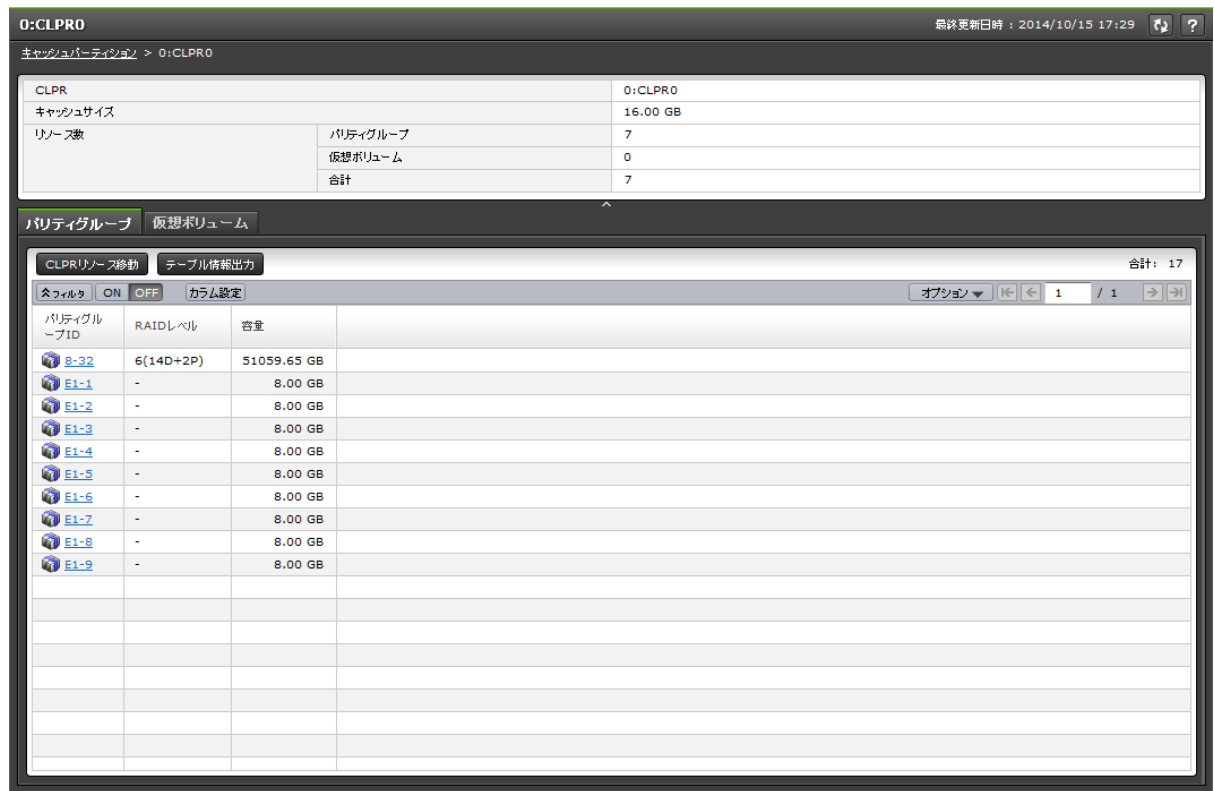 0:CLPR0
最終更新日時 : 2014/10/15 17:29
?
キャッシュパーティション > 0:CLPR0
CLPR 0:CLPR0
キャッシュサイズ 16.00 GB
リソース数 パリティグループ 7
仮想ボリューム 0
合計 7
パリティグループ 仮想ボリューム
CLPRリソース移動 テーブル情報出力 合計: 17
フィルタ ON OFF カラム設定 オプション 1 / 1
パリティグル
ープID
RAIDレベル 容量
8-32 6(14D+2P) 51059.65 GB
E1-1 - 8.00 GB
E1-2 - 8.00 GB
E1-3 - 8.00 GB
E1-4 - 8.00 GB
E1-5 - 8.00 GB
E1-6 - 8.00 GB
E1-7 - 8.00 GB
E1-8 - 8.00 GB
E1-9 - 8.00 GB